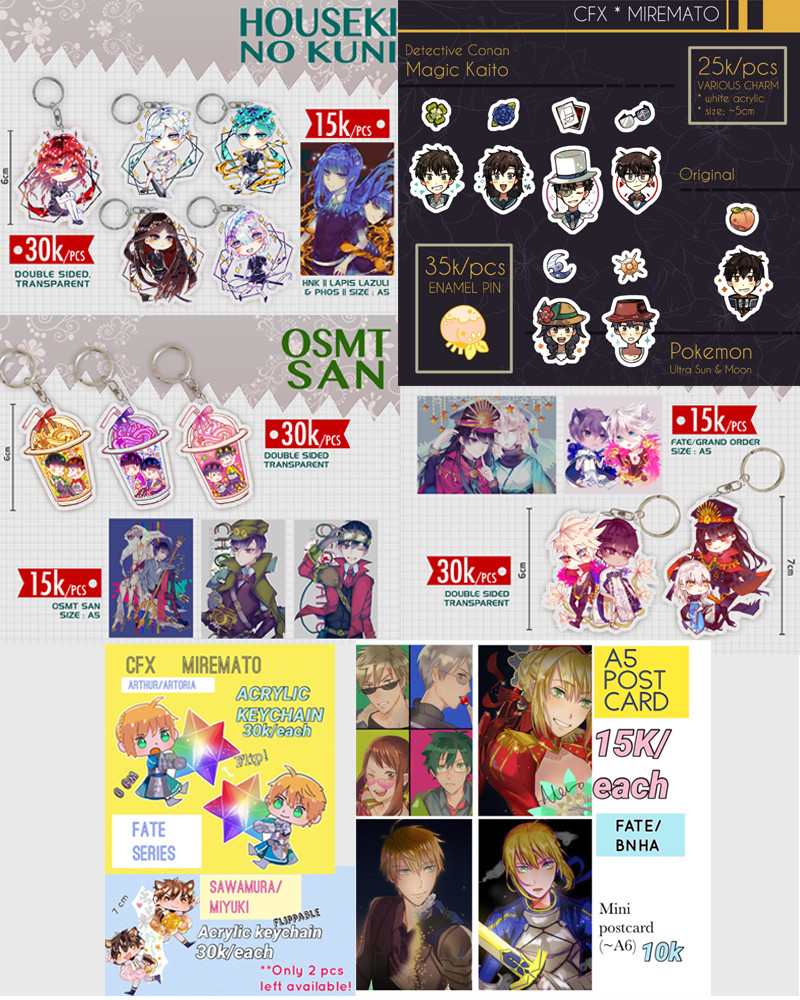 HOUSEKI
NO KUNI
15k/PCS
6cm
30k/PCS
DOUBLE SIDED.
TRANSPARENT
HNK || LAPIS LAZULI
& PHOS || SIZE : A5
CFX * MIREMATO
Detective Conan
Magic Kaito
25k/pcs
VARIOUS CHARM
* white acrylic
* size; ~5cm
Original
35k/pcs
ENAMEL PIN
Pokemon
Ultra Sun & Moon
OSMT
SAN
6cm
30k/PCS
DOUBLE SIDED
TRANSPARENT
15k/PCS
OSMT SAN
SIZE : A5
15k/PCS
FATE/GRAND ORDER
SIZE : A5
30k/PCS
DOUBLE SIDED
TRANSPARENT
6cm
7cm
CFX MIREMATO
ARTHUR/ARTORIA
ACRYLIC
KEYCHAIN
30k/each
Flip!
6 CM
FATE
SERIES
7 cm
SAWAMURA/
MIYUKI
FLIPPABLE
Acrylic keychain
30k/each
**Only 2 pcs
left available!
A5
POST
CARD
15K/
each
FATE/
BNHA
Mini
postcard
(~A6) 10k